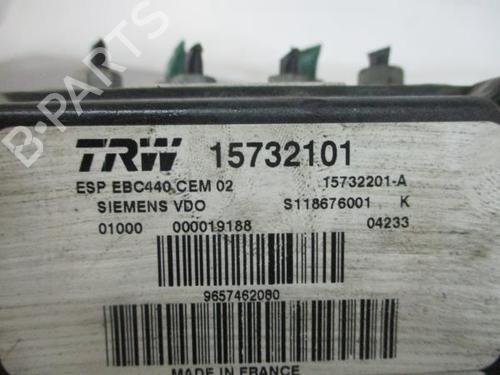 B-PARTS
TRW 15732101
ESP EBC440 CEM 02 15732201-A
SIEMENS VDO S118676001 K
01000 000019188 04233
9657462080
MADE IN FRANCE